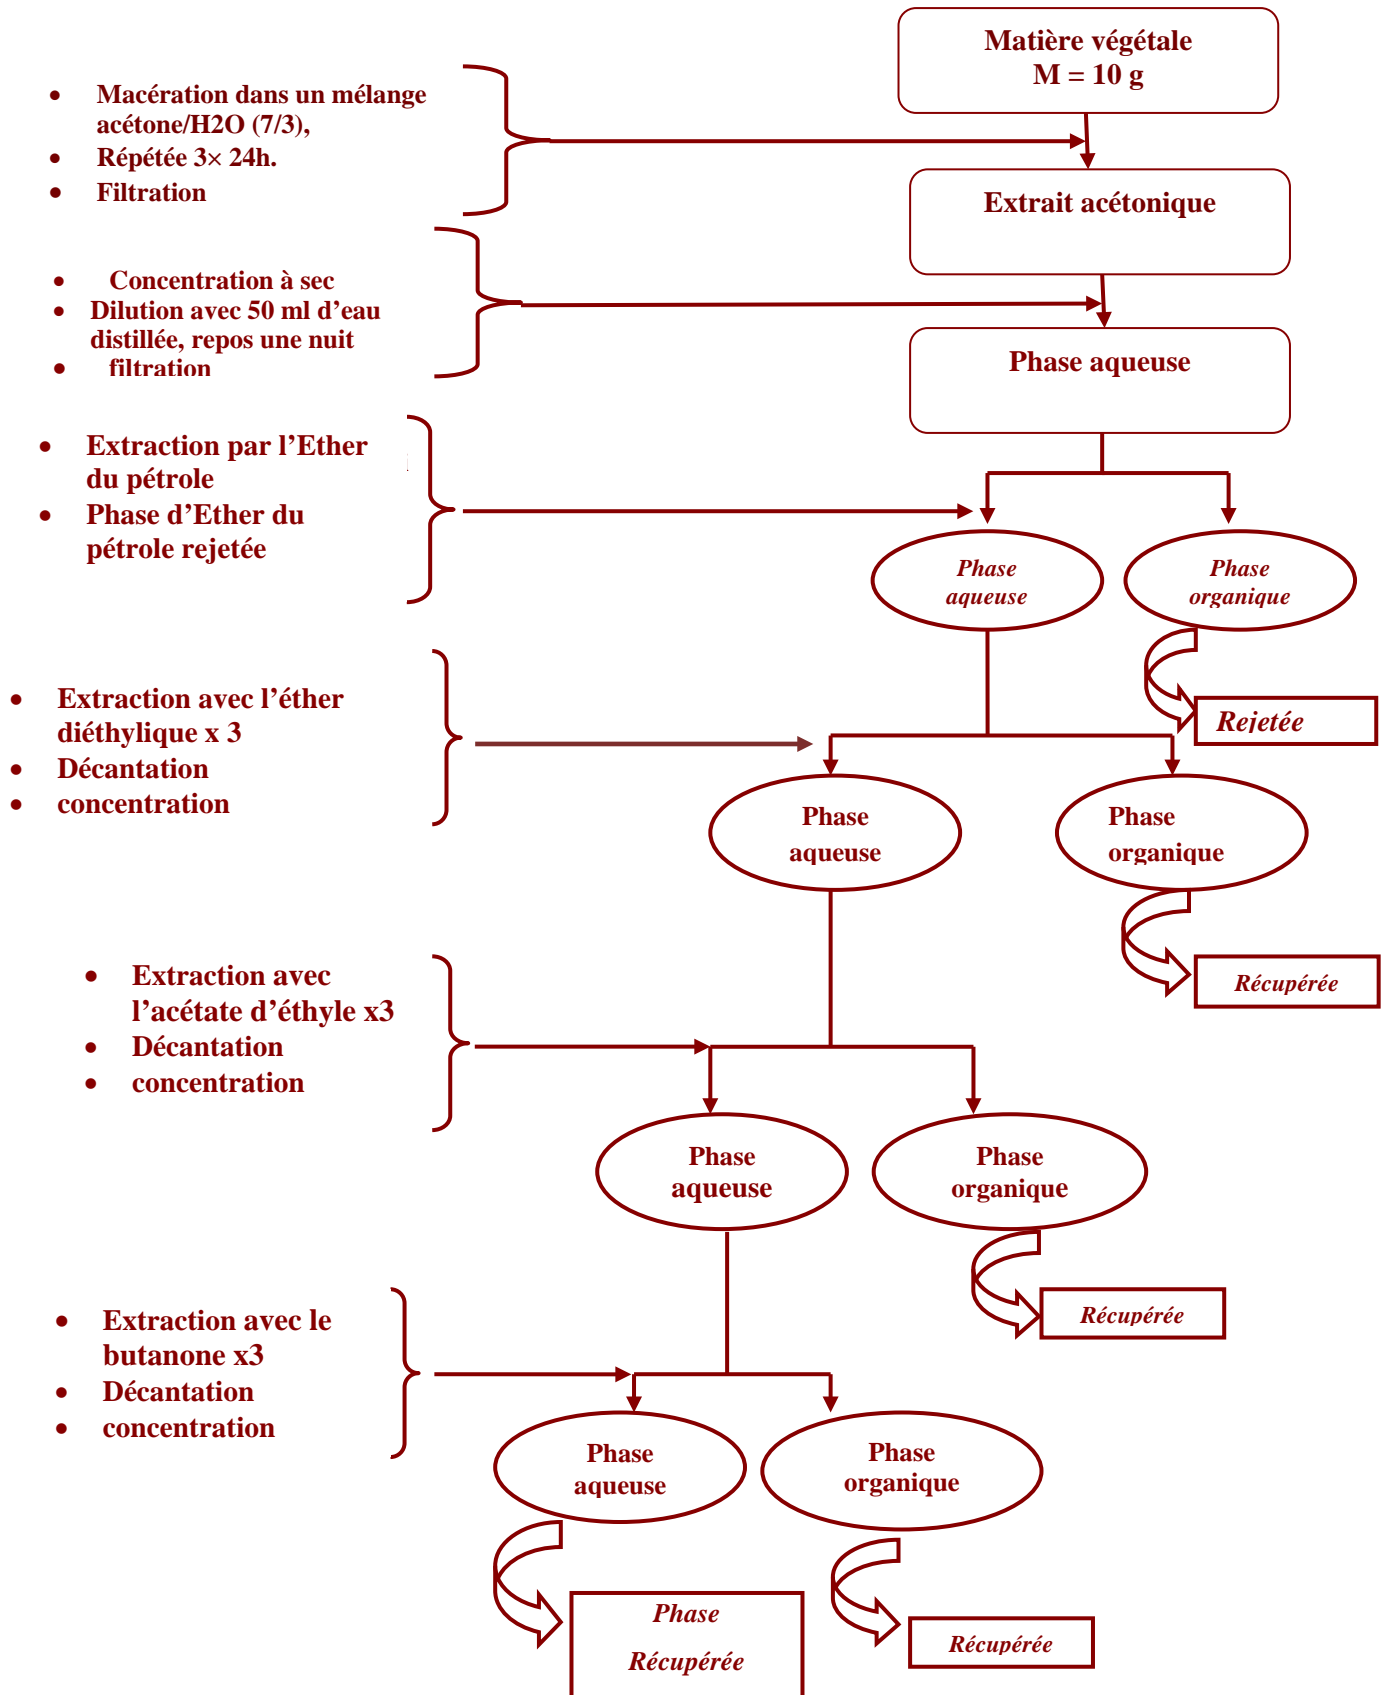 Matière végétale
M = 10 g
• Macération dans un mélange
acétone/H2O (7/3),
• Répétée 3× 24h.
• Filtration
Extrait acétonique
• Concentration à sec
• Dilution avec 50 ml d’eau
distillée, repos une nuit
• filtration
Phase aqueuse
• Extraction par l’Ether
du pétrole
• Phase d’Ether du
pétrole rejetée
Phase
aqueuse
Phase
organique
Rejetée
• Extraction avec l’éther
diéthylique x 3
• Décantation
• concentration
Phase
aqueuse
Phase
organique
Récupérée
• Extraction avec
l’acétate d’éthyle x3
• Décantation
• concentration
Phase
aqueuse
Phase
organique
Récupérée
• Extraction avec le
butanone x3
• Décantation
• concentration
Phase
aqueuse
Phase
organique
Phase
Récupérée
Récupérée